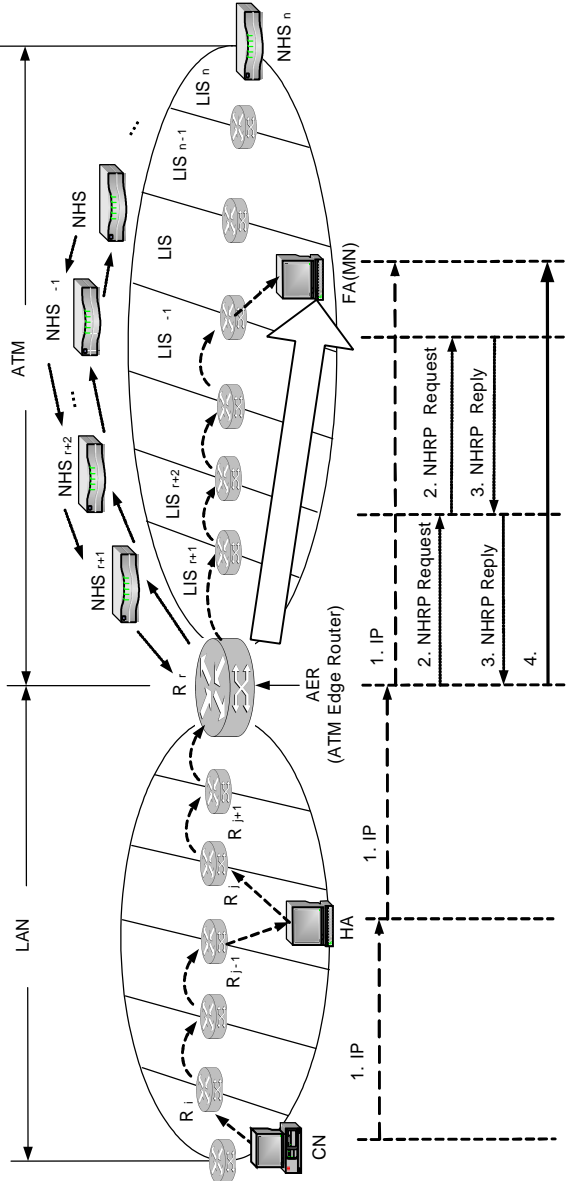 LAN
ATM
NHS r+1
NHS r+2
...
NHS -1
NHS
...
NHS n
R r
LIS r+1
LIS r+2
LIS -1
LIS
LIS n-1
LIS n
R i
R j-1
R j
R j+1
CN
HA
AER
(ATM Edge Router)
FA(MN)
1. IP
1. IP
1. IP
2. NHRP Request
2. NHRP Request
3. NHRP Reply
3. NHRP Reply
4.